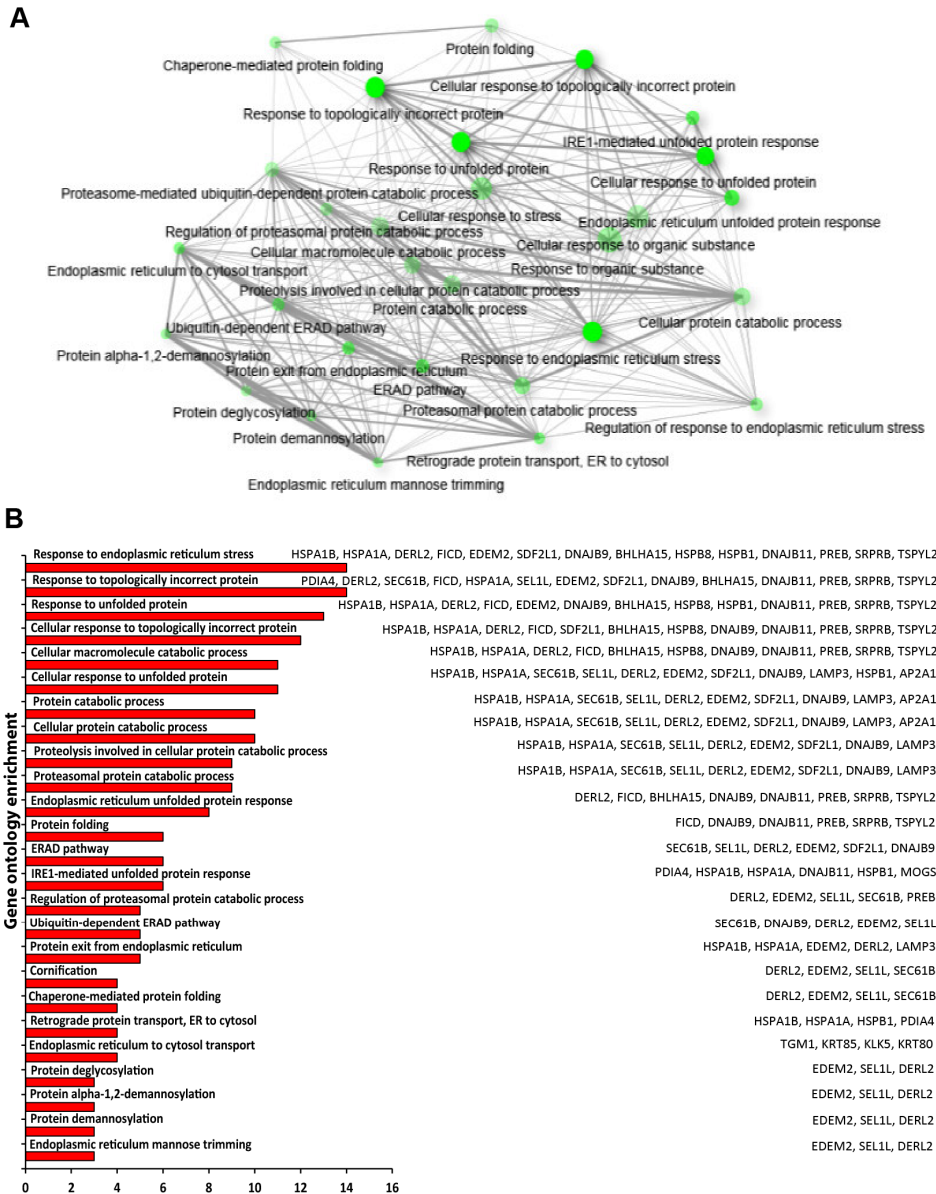 A
Protein folding
Chaperone-mediated protein folding
Cellular response to topologically incorrect protein
Response to topologically incorrect protein
IRE1-mediated unfolded protein response
Response to unfolded protein
Cellular response to unfolded protein
Proteasome-mediated ubiquitin-dependent protein catabolic process
Cellular response to stress
Endoplasmic reticulum unfolded protein response
Regulation of proteasomal protein catabolic process
Cellular response to organic substance
Cellular macromolecule catabolic process
Response to organic substance
Endoplasmic reticulum to cytosol transport
Proteolysis involved in cellular protein catabolic process
Protein catabolic process
Cellular protein catabolic process
Ubiquitin-dependent ERAD pathway
Protein alpha-1,2-demannosylation
Response to endoplasmic reticulum stress
Protein exit from endoplasmic reticulum
ERAD pathway
Protein deglycosylation
Proteasomal protein catabolic process
Regulation of response to endoplasmic reticulum stress
Protein demannosylation
Retrograde protein transport, ER to cytosol
Endoplasmic reticulum mannose trimming
B
Gene ontology enrichment
Response to endoplasmic reticulum stress HSPA1B, HSPA1A, DERL2, FICD, EDEM2, SDF2L1, DNAJB9, BHLHA15, HSPB8, HSPB1, DNAJB11, PREB, SRPRB, TSPYL2
Response to topologically incorrect protein PDIA4, DERL2, SEC61B, FICD, HSPA1A, SEL1L, EDEM2, SDF2L1, DNAJB9, BHLHA15, DNAJB11, PREB, SRPRB, TSPYL2
Response to unfolded protein HSPA1B, HSPA1A, DERL2, FICD, EDEM2, DNAJB9, BHLHA15, HSPB8, HSPB1, DNAJB11, PREB, SRPRB, TSPYL2
Cellular response to topologically incorrect protein HSPA1B, HSPA1A, DERL2, FICD, SDF2L1, BHLHA15, HSPB8, DNAJB9, DNAJB11, PREB, SRPRB, TSPYL2
Cellular macromolecule catabolic process HSPA1B, HSPA1A, DERL2, FICD, BHLHA15, HSPB8, DNAJB9, DNAJB11, PREB, SRPRB, TSPYL2
Cellular response to unfolded protein HSPA1B, HSPA1A, SEC61B, SEL1L, DERL2, EDEM2, SDF2L1, DNAJB9, LAMP3, HSPB1, AP2A1
Protein catabolic process HSPA1B, HSPA1A, SEC61B, SEL1L, DERL2, EDEM2, SDF2L1, DNAJB9, LAMP3, AP2A1
Cellular protein catabolic process HSPA1B, HSPA1A, SEC61B, SEL1L, DERL2, EDEM2, SDF2L1, DNAJB9, LAMP3, AP2A1
Proteolysis involved in cellular protein catabolic process HSPA1B, HSPA1A, SEC61B, SEL1L, DERL2, EDEM2, SDF2L1, DNAJB9, LAMP3
Proteasomal protein catabolic process HSPA1B, HSPA1A, SEC61B, SEL1L, DERL2, EDEM2, SDF2L1, DNAJB9, LAMP3
Endoplasmic reticulum unfolded protein response DERL2, FICD, BHLHA15, DNAJB9, DNAJB11, PREB, SRPRB, TSPYL2
Protein folding FICD, DNAJB9, DNAJB11, PREB, SRPRB, TSPYL2
ERAD pathway SEC61B, SEL1L, DERL2, EDEM2, SDF2L1, DNAJB9
IRE1-mediated unfolded protein response PDIA4, HSPA1B, HSPA1A, DNAJB11, HSPB1, MOGS
Regulation of proteasomal protein catabolic process DERL2, EDEM2, SEL1L, SEC61B, PREB
Ubiquitin-dependent ERAD pathway SEC61B, DNAJB9, DERL2, EDEM2, SEL1L
Protein exit from endoplasmic reticulum HSPA1B, HSPA1A, EDEM2, DERL2, LAMP3
Cornification DERL2, EDEM2, SEL1L, SEC61B
Chaperone-mediated protein folding DERL2, EDEM2, SEL1L, SEC61B
Retrograde protein transport, ER to cytosol HSPA1B, HSPA1A, HSPB1, PDIA4
Endoplasmic reticulum to cytosol transport TGM1, KRT85, KLK5, KRT80
Protein deglycosylation EDEM2, SEL1L, DERL2
Protein alpha-1,2-demannosylation EDEM2, SEL1L, DERL2
Protein demannosylation EDEM2, SEL1L, DERL2
Endoplasmic reticulum mannose trimming EDEM2, SEL1L, DERL2
0 2 4 6 8 10 12 14 16